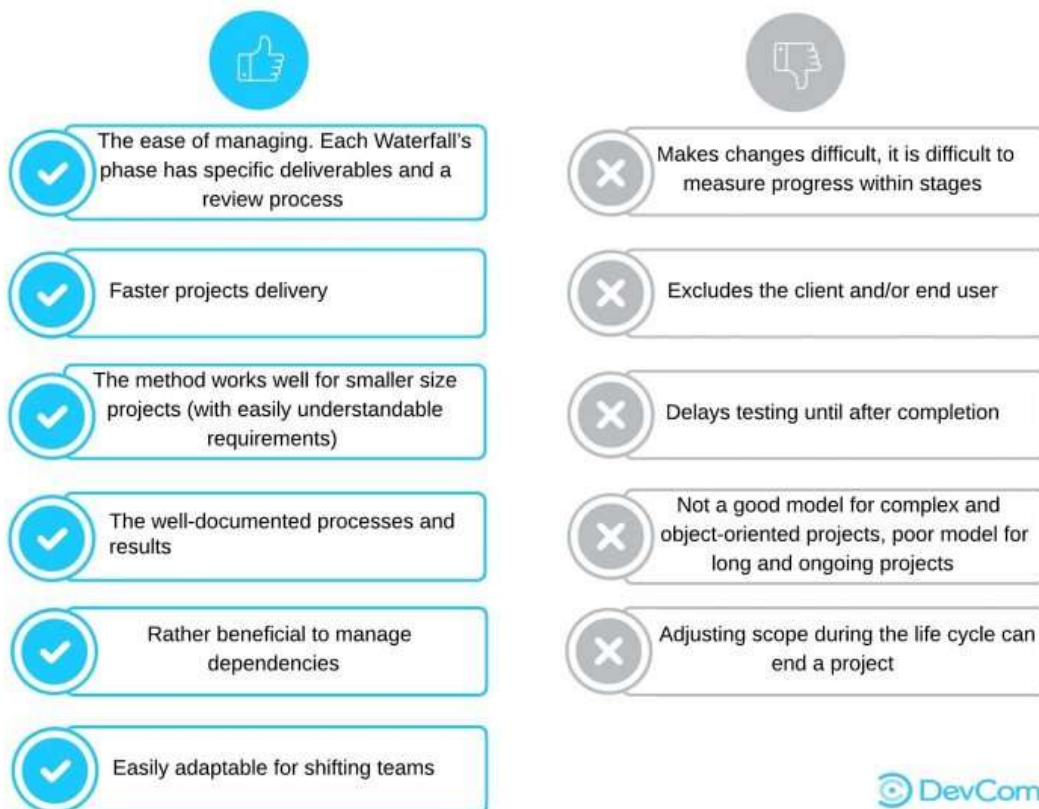 The ease of managing. Each Waterfall's
phase has specific deliverables and a
review process
Faster projects delivery
The method works well for smaller size
projects (with easily understandable
requirements)
The well-documented processes and
results
Rather beneficial to manage
dependencies
Easily adaptable for shifting teams
Makes changes difficult, it is difficult to
measure progress within stages
Excludes the client and/or end user
Delays testing until after completion
Not a good model for complex and
object-oriented projects, poor model for
long and ongoing projects
Adjusting scope during the life cycle can
end a project
DevCom